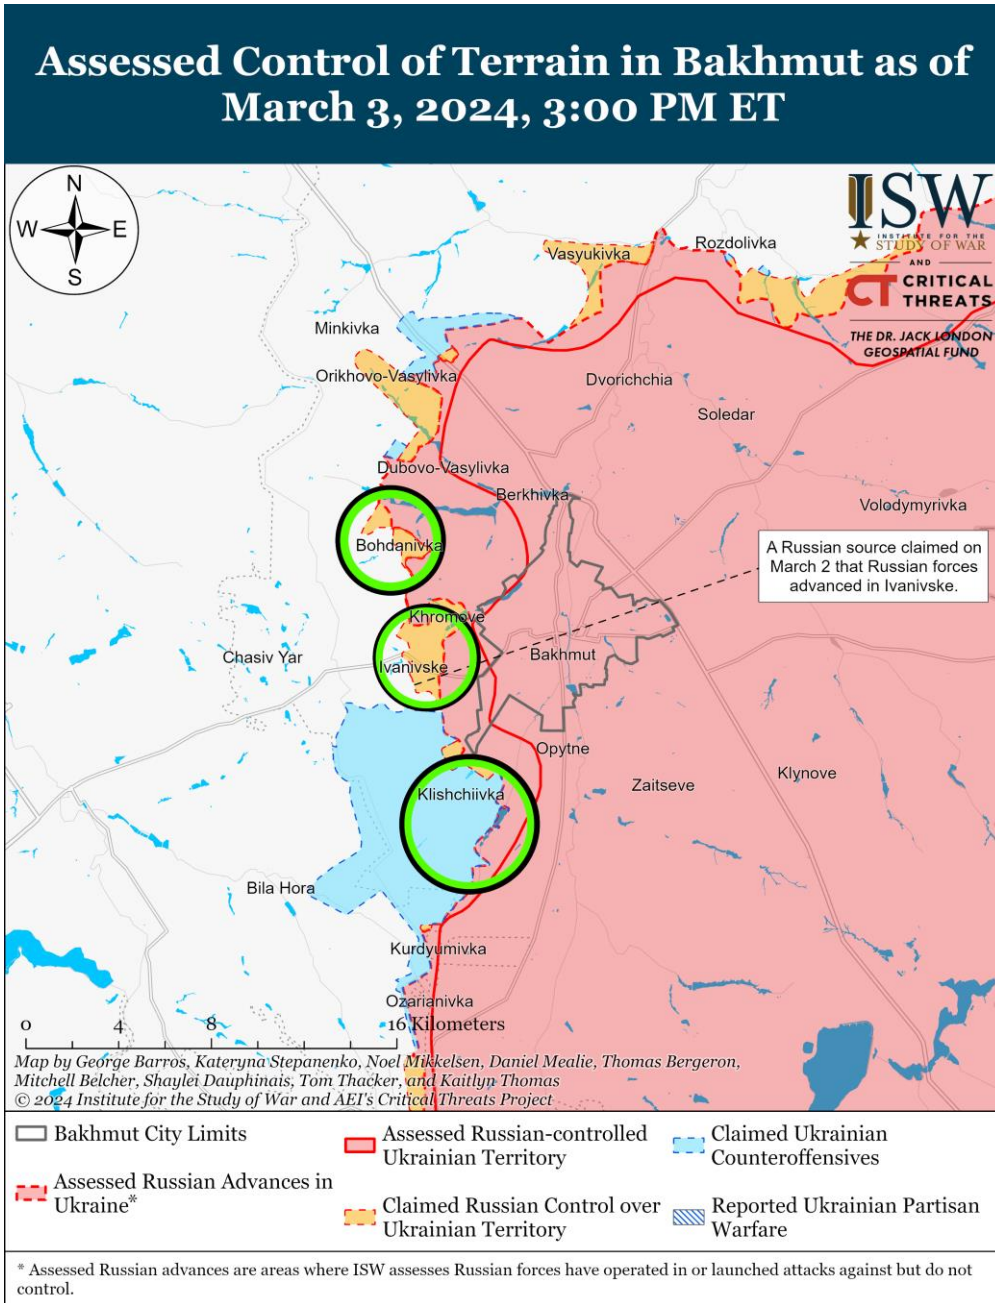 Assessed Control of Terrain in Bakhmut as of
March 3, 2024, 3:00 PM ET
N
W
E
S
ISW
INSTITUTE FOR THE
STUDY OF WAR
AND
CT CRITICAL
THREATS
THE DR. JACK LONDON
GEOSPATIAL FUND
Vasyukivka
Rozdolivka
Minkivka
Orikhovo-Vasylivka
Dvorichchia
Soledar
Dubovo-Vasylivka
Berkhivka
Volodymyrivka
Bohdanivka
A Russian source claimed on
March 2 that Russian forces
advanced in Ivanivske.
Khromove
Chasiv Yar
Ivanivske
Bakhmut
Opytne
Zaitseve
Klynove
Klishchiivka
Bila Hora
Kurdyumivka
Ozarianivka
0 4 8 16 Kilometers
Map by George Barros, Kateryna Stepanenko, Noel Mikkelsen, Daniel Mealie, Thomas Bergeron,
Mitchell Belcher, Shaylei Dauphinais, Tom Thacker, and Kaitlyn Thomas
© 2024 Institute for the Study of War and AEI's Critical Threats Project
Bakhmut City Limits
Assessed Russian Advances in
Ukraine*
Assessed Russian-controlled
Ukrainian Territory
Claimed Russian Control over
Ukrainian Territory
Claimed Ukrainian
Counteroffensives
Reported Ukrainian Partisan
Warfare
* Assessed Russian advances are areas where ISW assesses Russian forces have operated in or launched attacks against but do not
control.